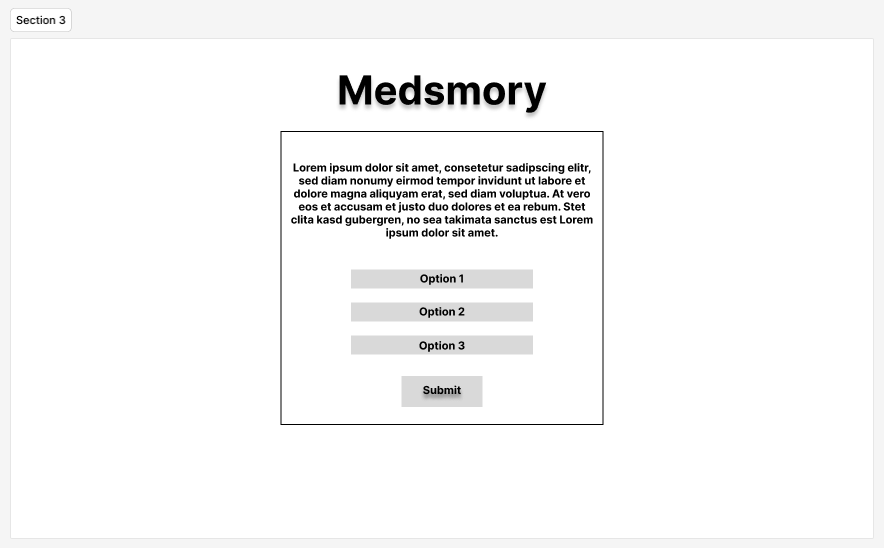 Section 3
Medsmory
Lorem ipsum dolor sit amet, consetetur sadipscing elitr,
sed diam nonumy eirmod tempor invidunt ut labore et
dolore magna aliquyam erat, sed diam voluptua. At vero
eos et accusam et justo duo dolores et ea rebum. Stet
clita kasd gubergren, no sea takimata sanctus est Lorem
ipsum dolor sit amet.
Option 1
Option 2
Option 3
Submit